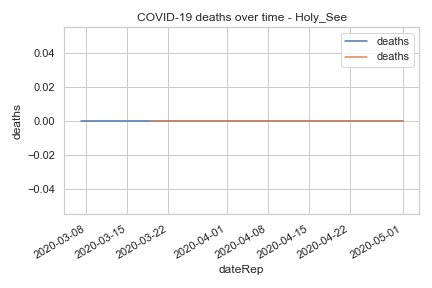 COVID-19 deaths over time - Holy_See
deaths
deaths
0.04
0.02
0.00
−0.02
−0.04
deaths
2020-03-08
2020-03-15
2020-03-22
2020-04-01
2020-04-08
2020-04-15
2020-04-22
2020-05-01
dateRep